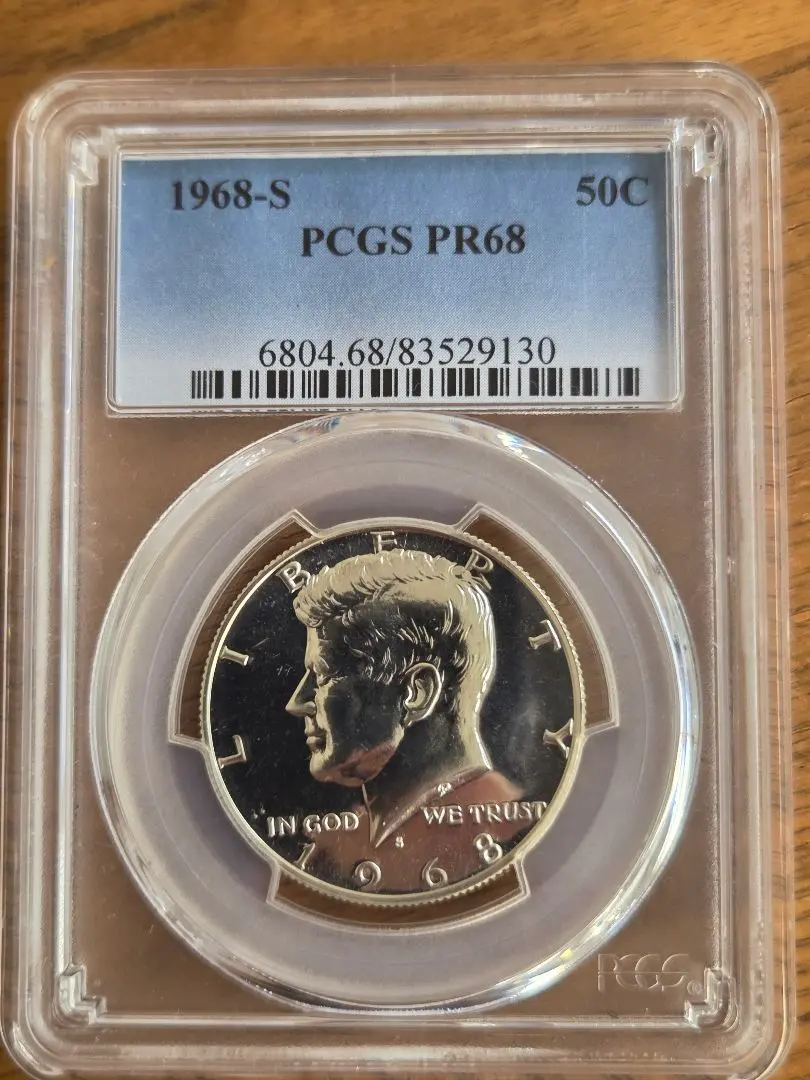 1968-S 50C
PCGS PR68
6804.68/83529130
LIBERTY
IN GOD WE TRUST
S
1968
PCGS